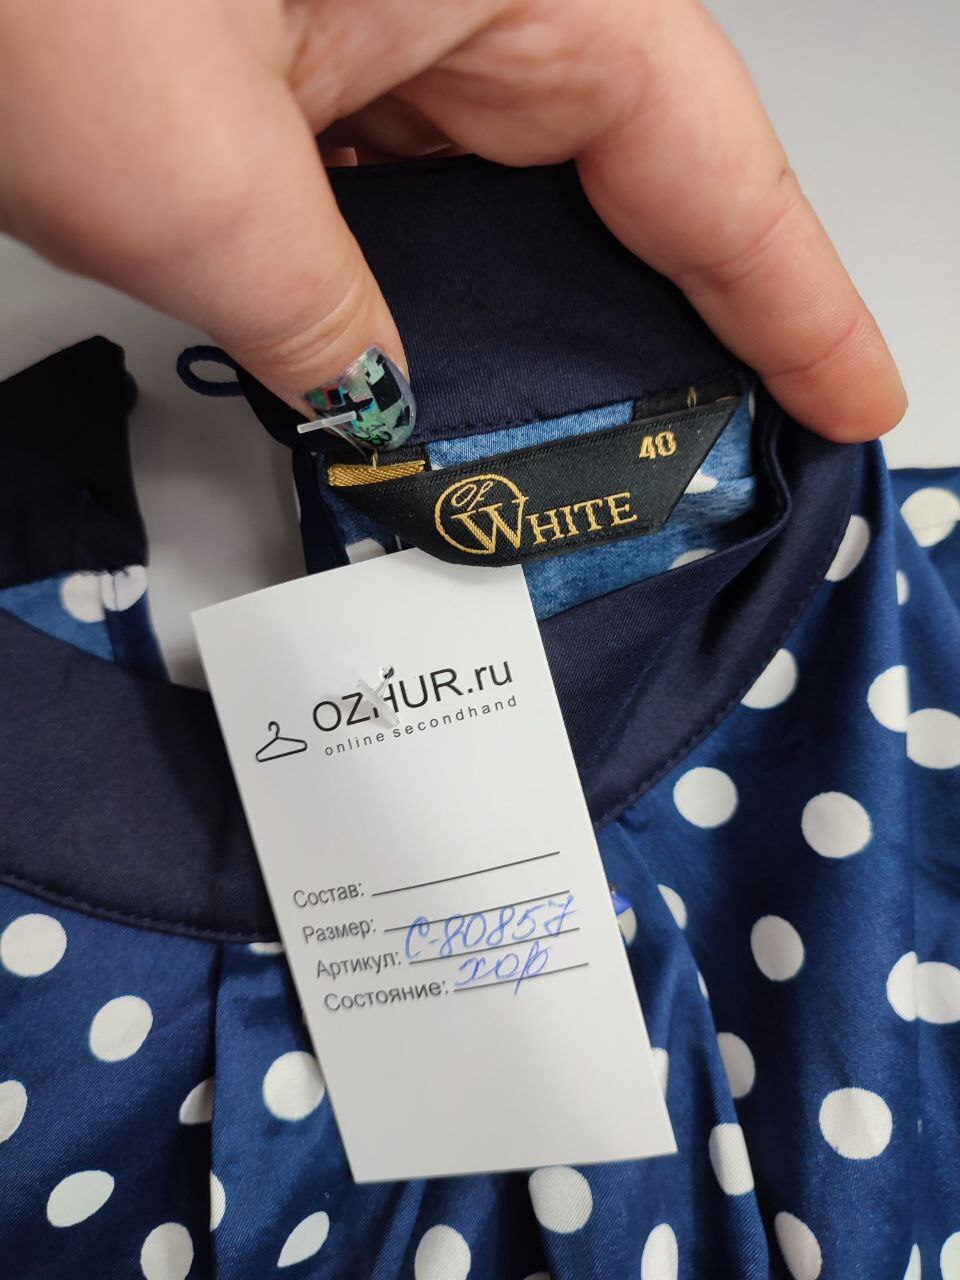 40
OF
WHITE
OZHUR.ru
online secondhand
Состав:
Размер:
Артикул: С-80857
Состояние: хор